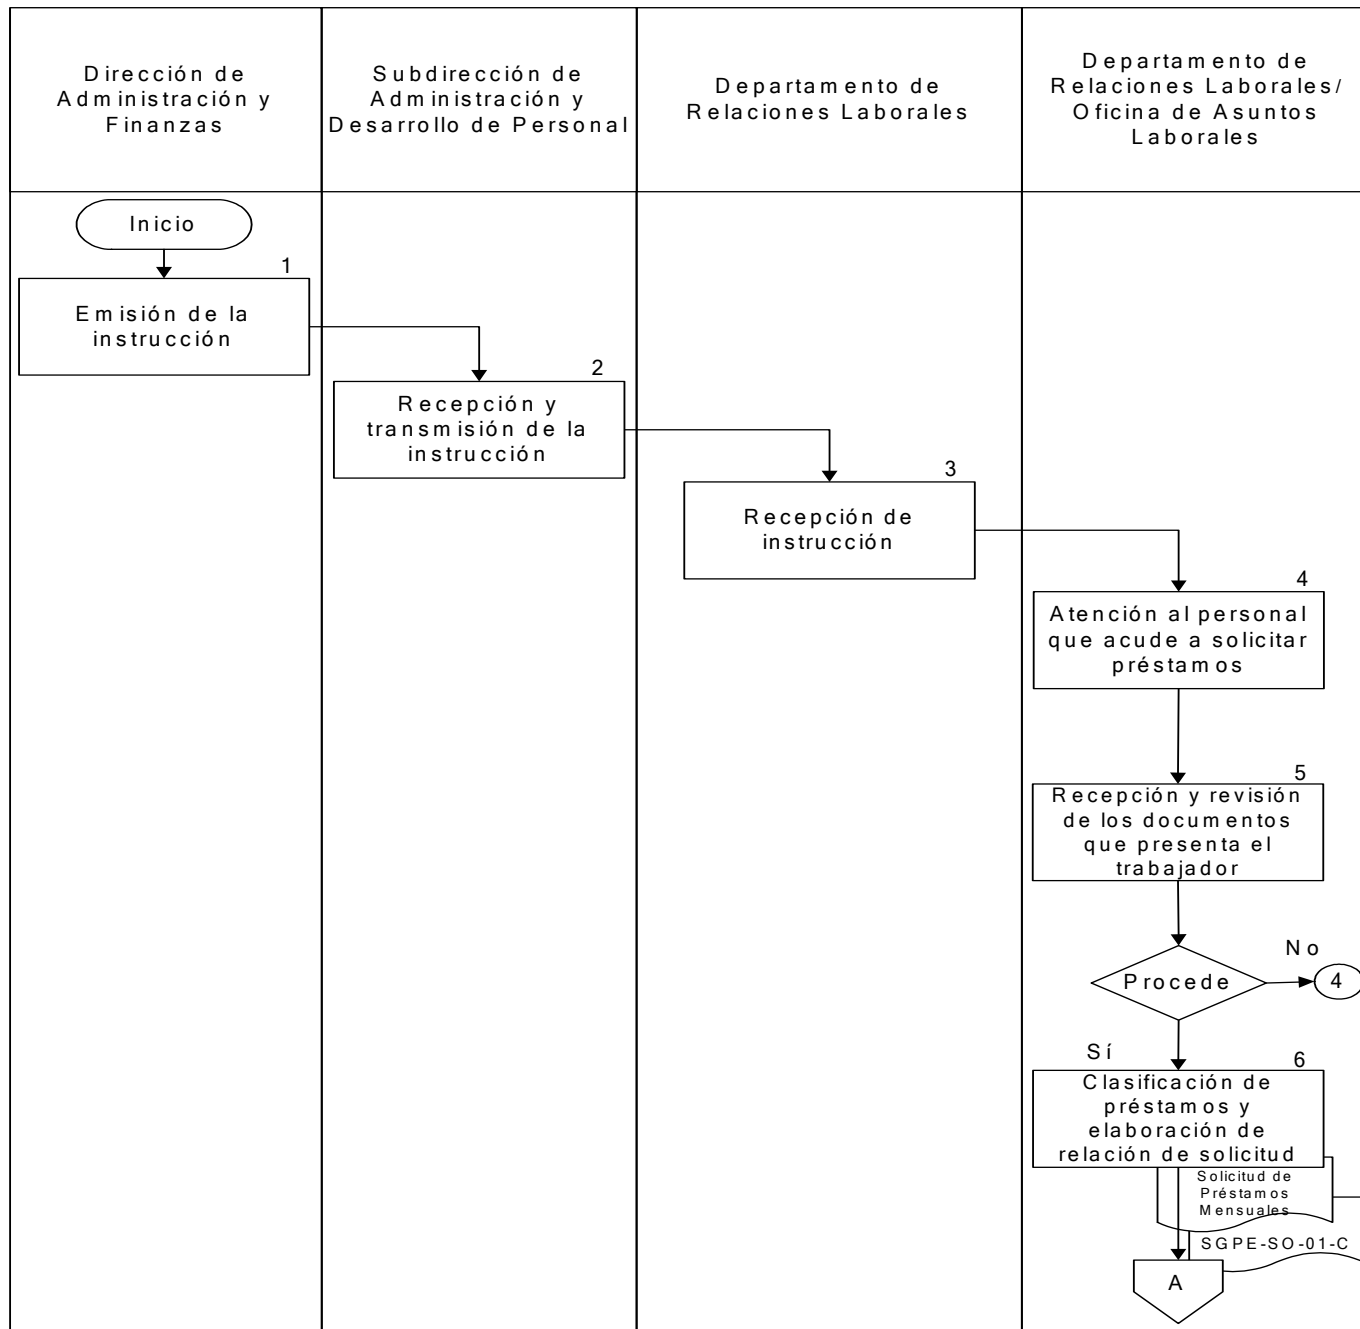 Dirección de
Administración y
Finanzas
Subdirección de
Administración y
Desarrollo de Personal
Departamento de
Relaciones Laborales
Departamento de
Relaciones Laborales/
Oficina de Asuntos
Laborales
Inicio
1
Emisión de la
instrucción
2
Recepción y
transmisión de la
instrucción
3
Recepción de
instrucción
4
Atención al personal
que acude a solicitar
préstamos
5
Recepción y revisión
de los documentos
que presenta el
trabajador
Procede
No
4
Sí
6
Clasificación de
préstamos y
elaboración de
relación de solicitud
Solicitud de
Préstamos
Mensuales
SGPE-SO-01-C
A